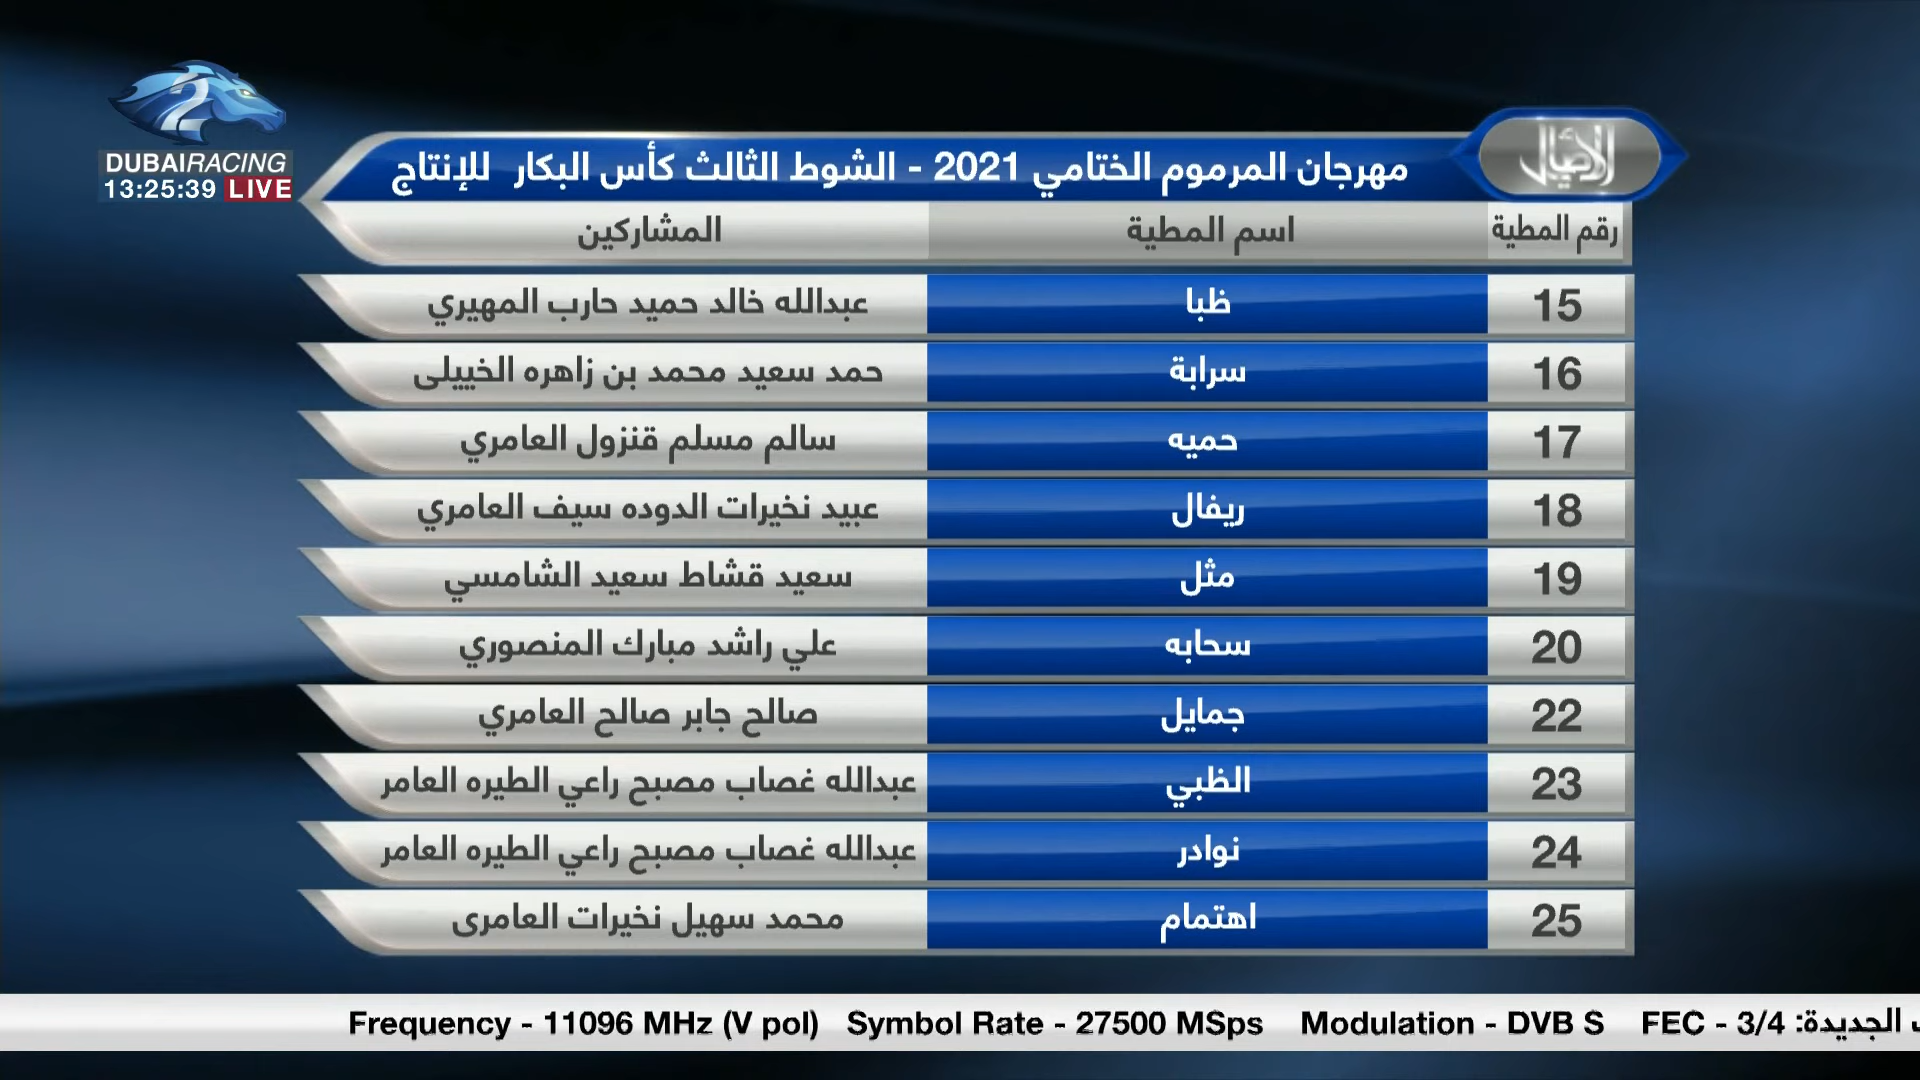 DUBAIRACING
13:25:39 LIVE
الأصايل
مهرجان المرموم الختامي 2021 - الشوط الثالث كأس البكار للإنتاج
رقم المطية اسم المطية المشاركين
15 ظبا عبدالله خالد حميد حارب المهيري
16 سرابة حمد سعيد محمد بن زاهره الخييلى
17 حميه سالم مسلم قنزول العامري
18 ريفال عبيد نخيرات الدوده سيف العامري
19 مثل سعيد قشاط سعيد الشامسي
20 سحابه علي راشد مبارك المنصوري
22 جمايل صالح جابر صالح العامري
23 الظبي عبدالله غصاب مصبح راعي الطيره العامر
24 نوادر عبدالله غصاب مصبح راعي الطيره العامر
25 اهتمام محمد سهيل نخيرات العامرى
Frequency - 11096 MHz (V pol) Symbol Rate - 27500 MSps Modulation - DVB S FEC - 3/4 الجديدة: